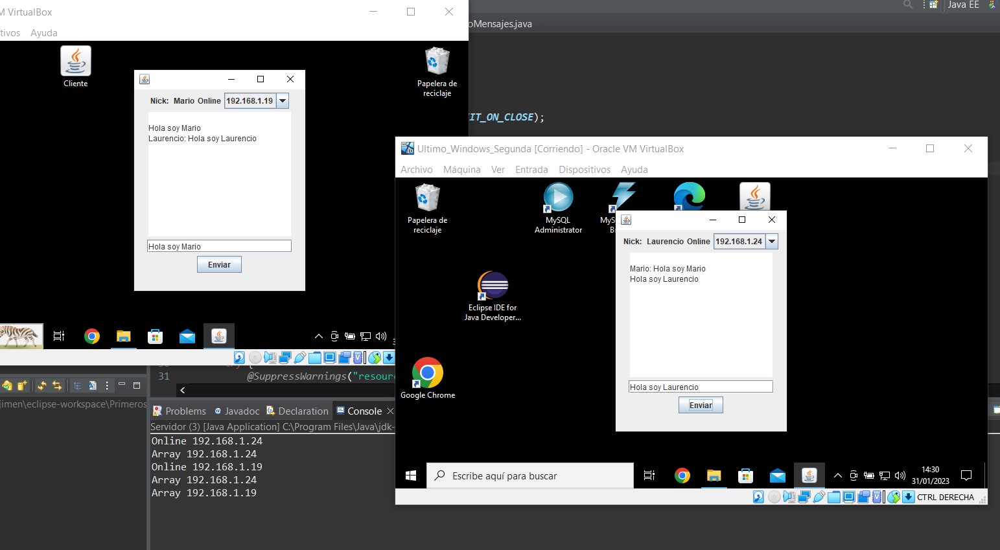 M VirtualBox
tivos Ayuda
Java EE
oMensajes.java
Cliente
Papelera de
reciclaje
Nick: Mario Online 192.168.1.19
Hola soy Mario
Laurencio: Hola soy Laurencio
Hola soy Mario
Enviar
IT_ON_CLOSE);
Ultimo_Windows_Segunda [Corriendo] - Oracle VM VirtualBox
Archivo Máquina Ver Entrada Dispositivos Ayuda
Papelera de
reciclaje
MySQL
Administrator
MyS
B
Nick: Laurencio Online 192.168.1.24
Mario: Hola soy Mario
Hola soy Laurencio
Hola soy Laurencio
Enviar
Eclipse IDE for
Java Developer...
Google Chrome
Escribe aquí para buscar
14:30
31/01/2023
CTRL DERECHA
31 @SuppressWarnings("resour
jimen\eclipse-workspace\Primeros
Problems Javadoc Declaration Console
Servidor (3) [Java Application] C:\Program Files\Java\jdk-
Online 192.168.1.24
Array 192.168.1.24
Online 192.168.1.19
Array 192.168.1.24
Array 192.168.1.19